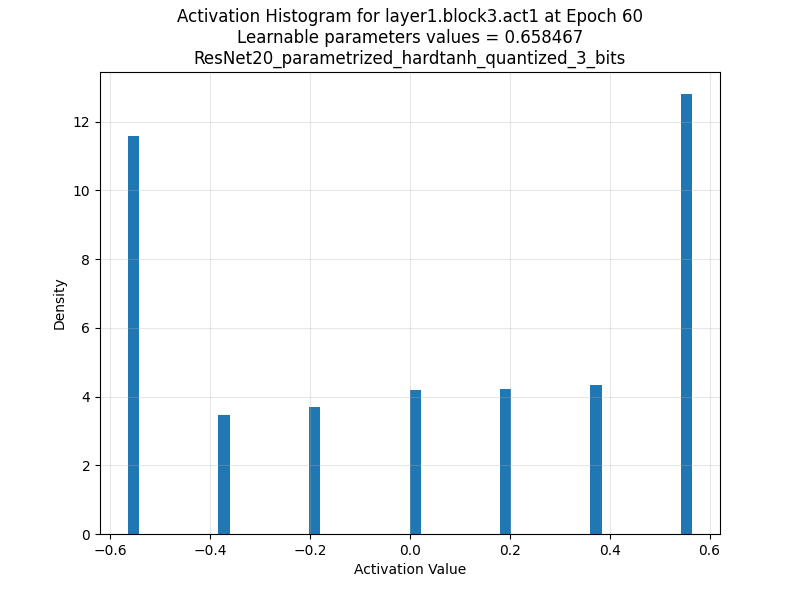 Activation Histogram for layer1.block3.act1 at Epoch 60
Learnable parameters values = 0.658467
ResNet20_parametrized_hardtanh_quantized_3_bits
12
10
8
6
4
2
0
Density
−0.6 −0.4 −0.2 0.0 0.2 0.4 0.6
Activation Value